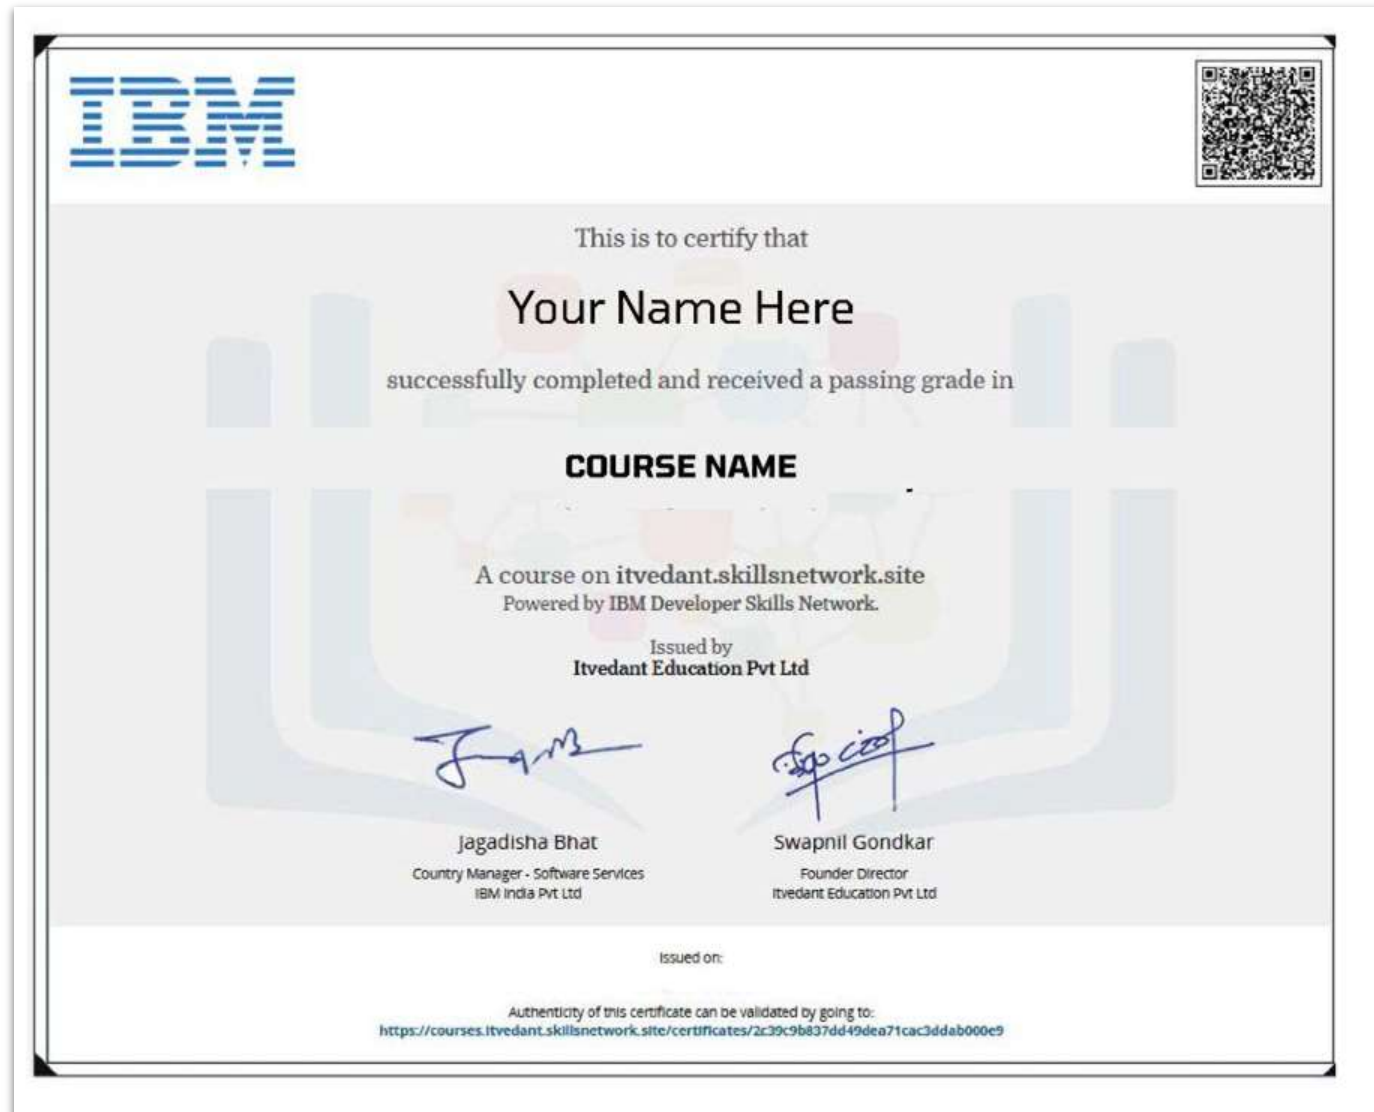 IBM
This is to certify that
Your Name Here
successfully completed and received a passing grade in
COURSE NAME
A course on itvedant.skillsnetwork.site
Powered by IBM Developer Skills Network.
Issued by
Itvedant Education Pvt Ltd
Jagadisha Bhat
Swapnil Gondkar
Country Manager - Software Services
Founder Director
IBM India Pvt Ltd
Itvedant Education Pvt Ltd
Issued on:
Authenticity of this certificate can be validated by going to:
https://courses.itvedant.skillsnetwork.site/certificates/2c39c9b837dd49dea71cac3ddab000e9